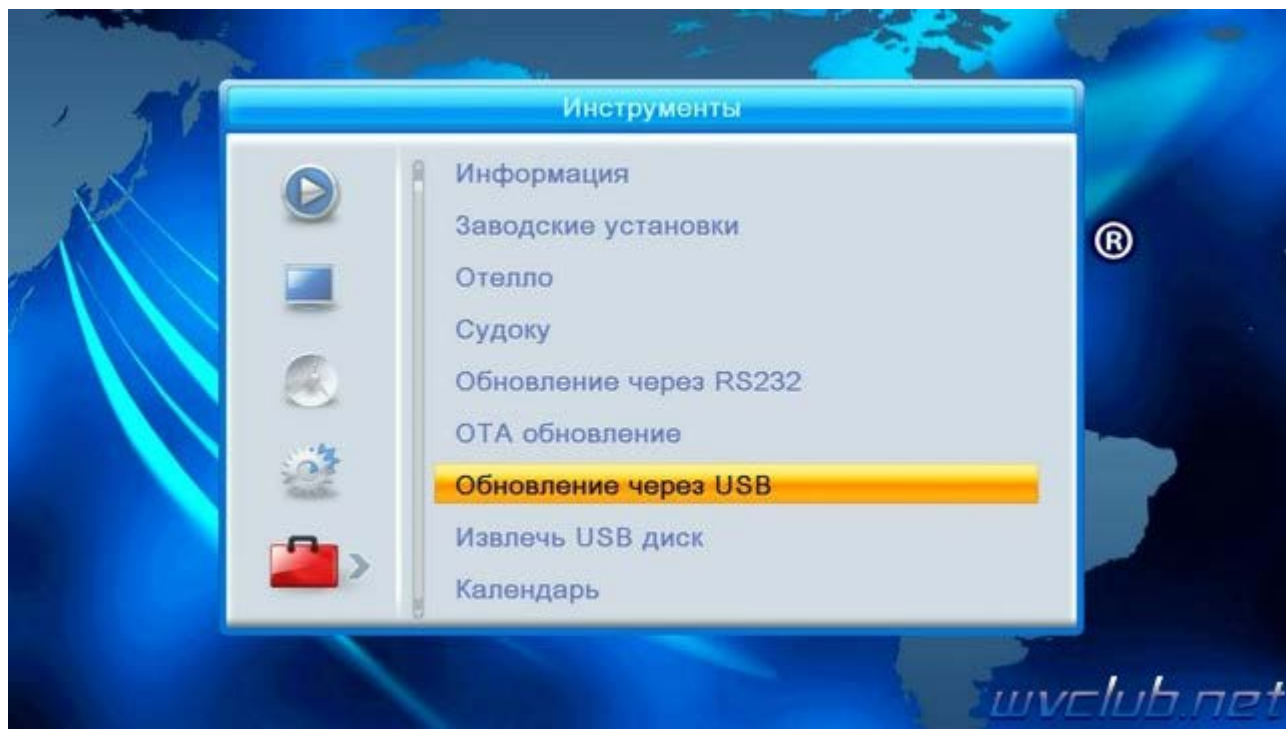 Инструменты
Информация
Заводские установки
Отелло
Судоку
Обновление через RS232
ОТА обновление
Обновление через USB
Извлечь USB диск
Календарь
®
wvclub.net